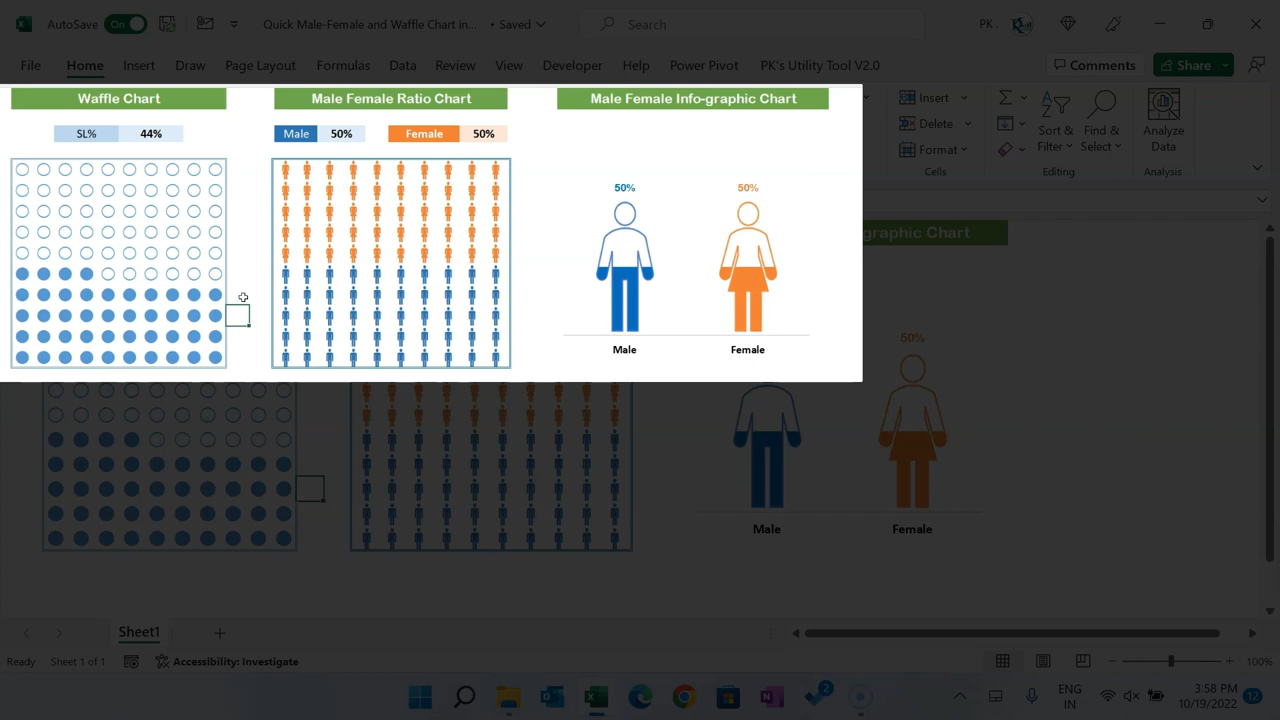 AutoSave On Quick Male-Female and Waffle Chart in... • Saved Search PK .
File Home Insert Draw Page Layout Formulas Data Review View Developer Help Power Pivot PK's Utility Tool V2.0 Comments Share
Waffle Chart Male Female Ratio Chart Male Female Info-graphic Chart
Insert
Delete
Format
Sort & Filter
Find & Select
Analyze Data
Cells Editing Analysis
SL% 44% Male 50% Female 50%
50% 50%
Male Female
graphic Chart
50%
Male Female
Sheet1
Ready Sheet 1 of 1 Accessibility: Investigate 100%
2
ENG
IN
3:58 PM
10/19/2022
12